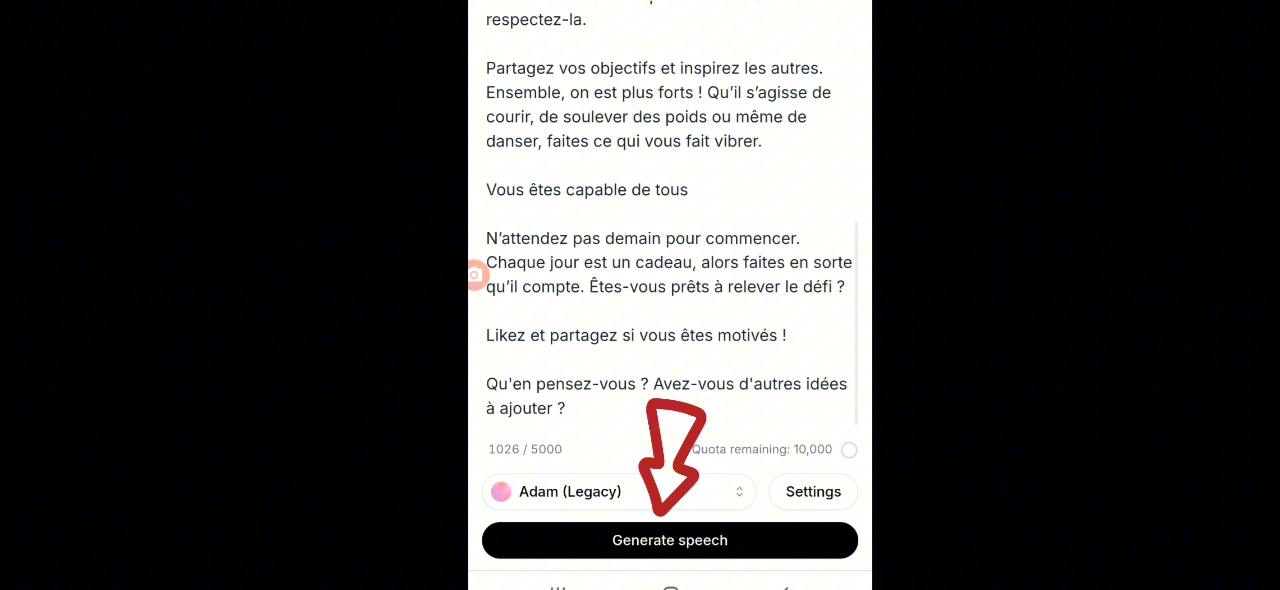 respectez-la.
Partagez vos objectifs et inspirez les autres.
Ensemble, on est plus forts ! Qu’il s’agisse de
courir, de soulever des poids ou même de
danser, faites ce qui vous fait vibrer.
Vous êtes capable de tous
N’attendez pas demain pour commencer.
Chaque jour est un cadeau, alors faites en sorte
qu’il compte. Êtes-vous prêts à relever le défi ?
Likez et partagez si vous êtes motivés !
Qu'en pensez-vous ? Avez-vous d'autres idées
à ajouter ?
1026 / 5000
Quota remaining: 10,000
Adam (Legacy)
Settings
Generate speech